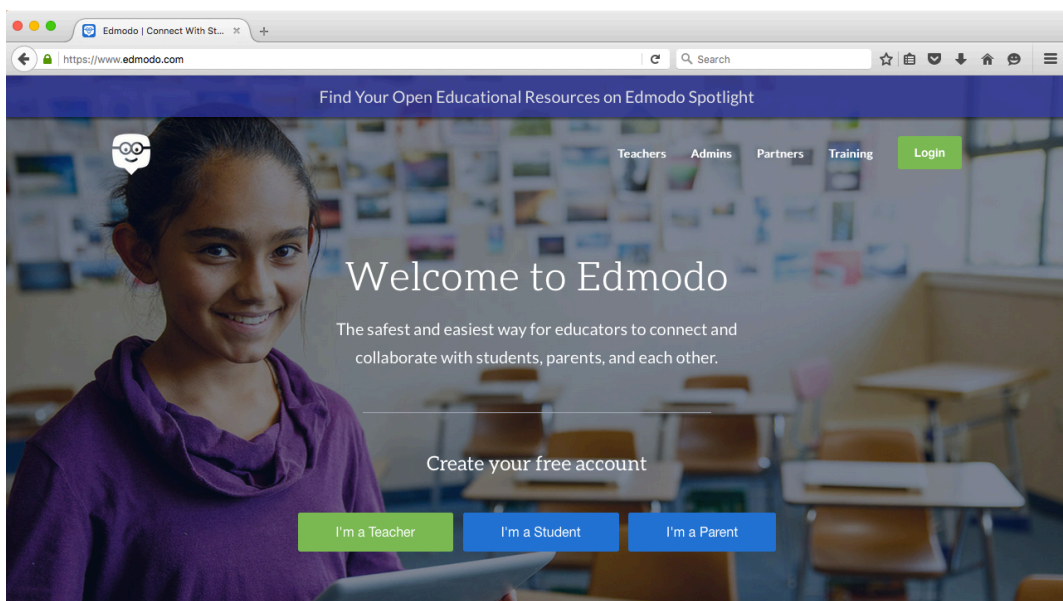 Edmodo | Connect With St...
https://www.edmodo.com
Search
Find Your Open Educational Resources on Edmodo Spotlight
Teachers Admins Partners Training Login
Welcome to Edmodo
The safest and easiest way for educators to connect and
collaborate with students, parents, and each other.
Create your free account
I'm a Teacher I'm a Student I'm a Parent